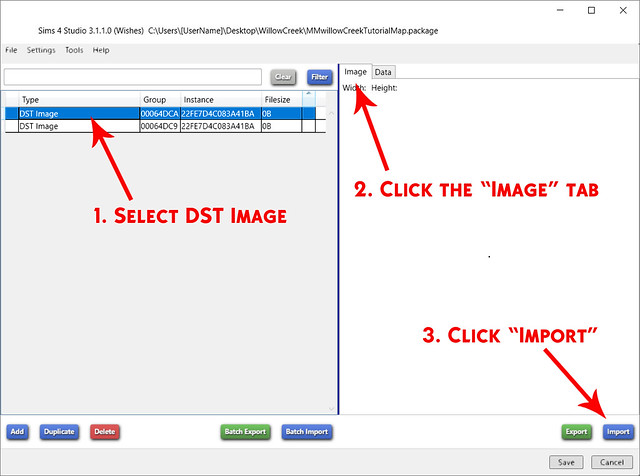 Sims 4 Studio 3.1.1.0 (Wishes)   C:\Users\[UserName]\Desktop\WillowCreek\MMwillowCreekTutorialMap.package
File Settings Tools Help
Clear Filter
Image Data
Width: Height:
Type Group Instance Filesize
DST Image 00064DCA 22FE7D4C083A41BA 0B
DST Image 00064DC9 22FE7D4C083A41BA 0B
1. Select DST Image
2. Click the “Image” tab
3. Click “Import”
Add Duplicate Delete Batch Export Batch Import Export Import
Save Cancel